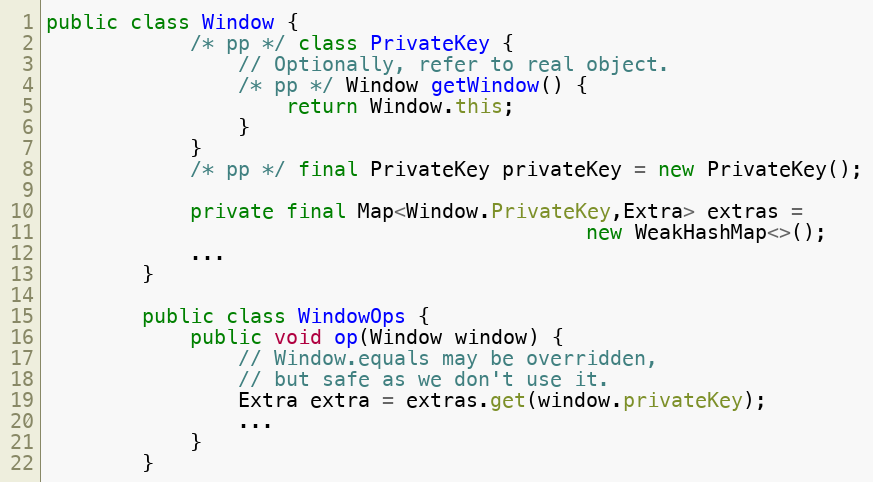 1 public class Window {
2             /* pp */ class PrivateKey {
3                 // Optionally, refer to real object.
4                 /* pp */ Window getWindow() {
5                     return Window.this;
6                 }
7             }
8             /* pp */ final PrivateKey privateKey = new PrivateKey();
9
10             private final Map<Window.PrivateKey,Extra> extras =
11                                              new WeakHashMap<>();
12             ...
13         }
14
15         public class WindowOps {
16             public void op(Window window) {
17                 // Window.equals may be overridden,
18                 // but safe as we don't use it.
19                 Extra extra = extras.get(window.privateKey);
20                 ...
21             }
22         }